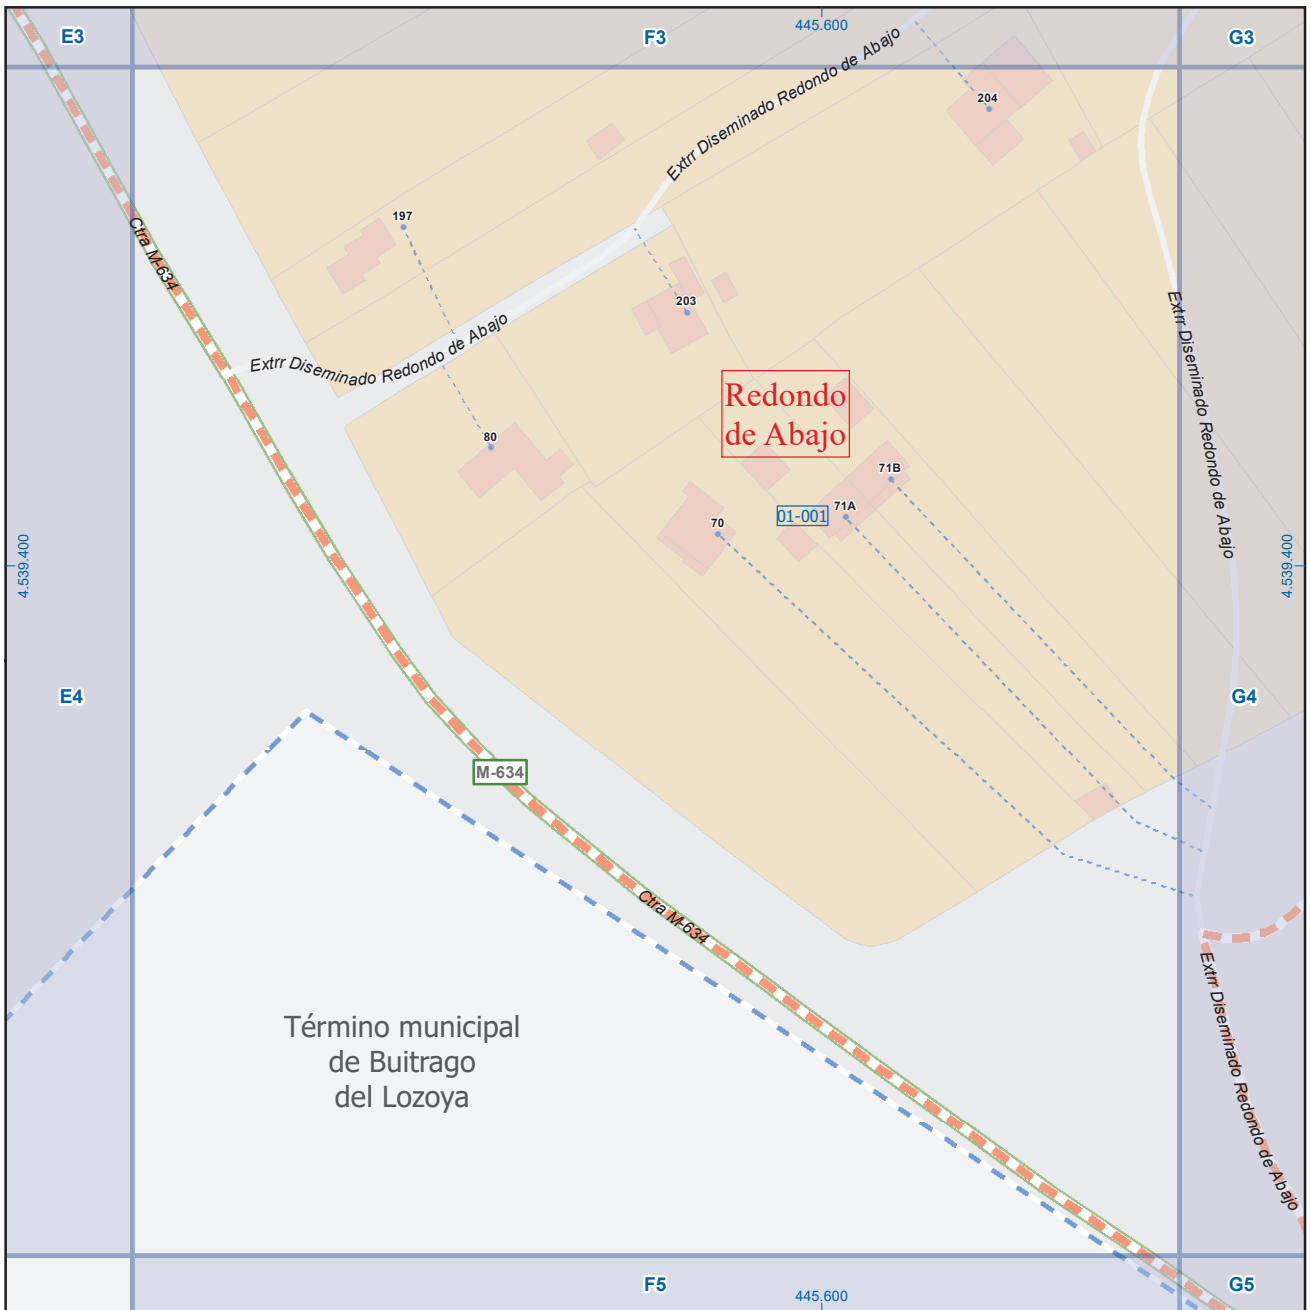 445.600
E3
F3
G3
Extrr Diseminado Redondo de Abajo
204
197
Ctra M-634
203
Extrr Diseminado Redondo de Abajo
Extrr Diseminado Redondo de Abajo
Redondo
de Abajo
80
71B
71A
01-001
70
4.539.400
4.539.400
E4
G4
M-634
Ctra M-634
Extrr Diseminado Redondo de Abajo
Término municipal
de Buitrago
del Lozoya
F5
G5
445.600